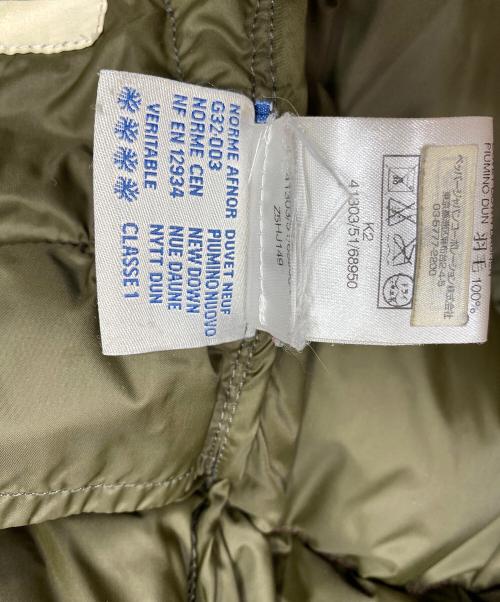 NORME AFNOR
G32-003
NORME CEN
NF EN 12934
VERITABLE
DUVET NEUF
PIUMINO NUOVO
NEW DOWN
NUE DAUNE
NYTT DUN
CLASSE 1
Z5HJ149
PIUMINO DUN 羽毛 100%
K2
41303/51/68950